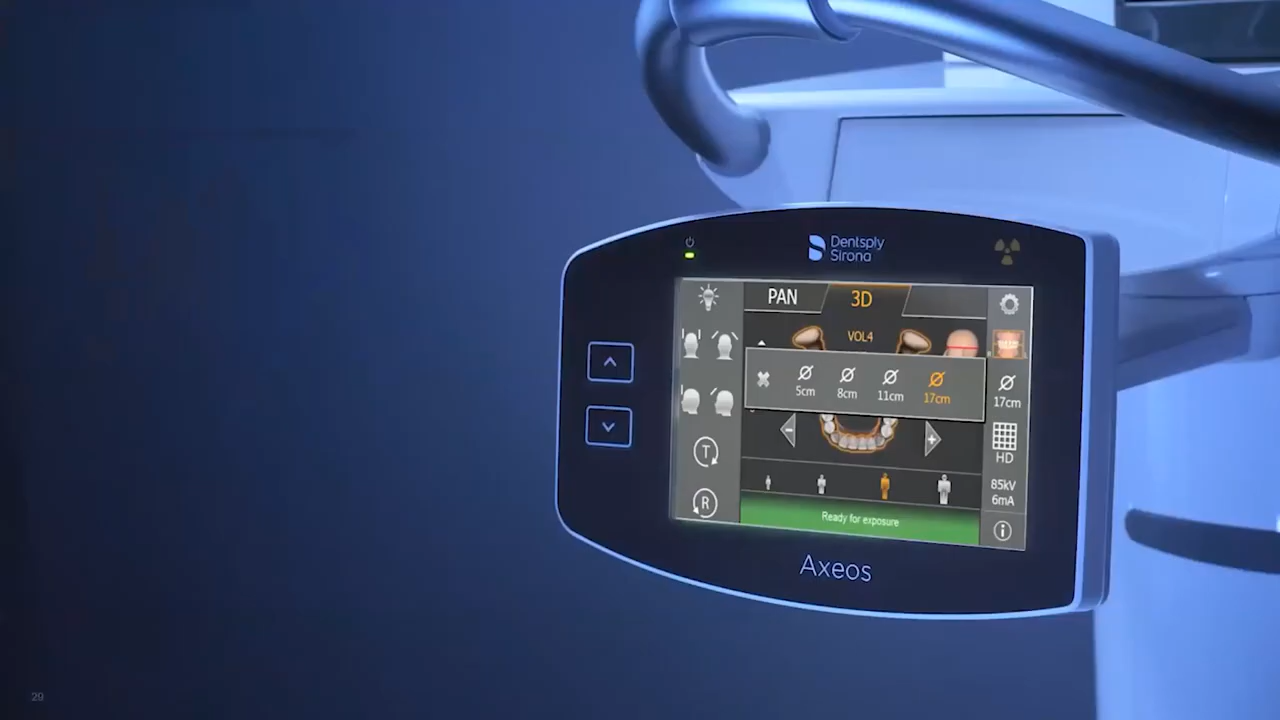 Dentsply
Sirona
PAN
3D
VOL4
5cm
8cm
11cm
17cm
17cm
HD
T
85kV
6mA
R
Ready for exposure
Axeos
29